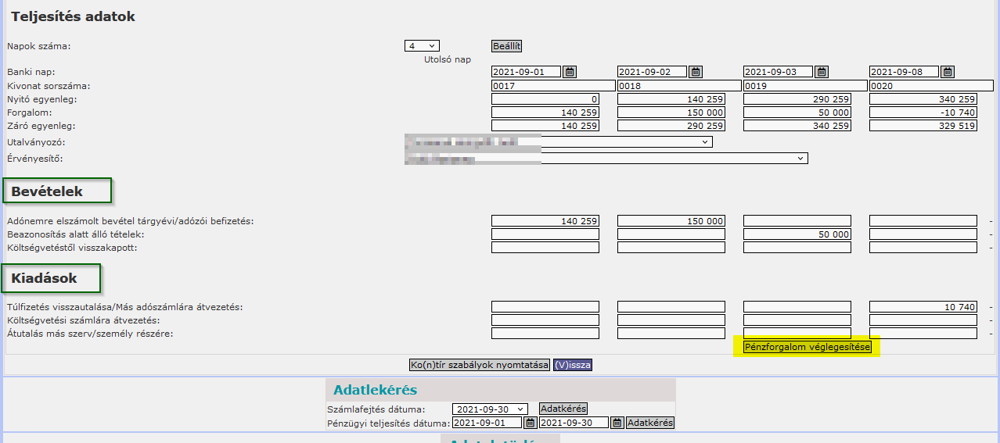 Teljesítés adatok
Napok száma: 4 Beállít
Utolsó nap
Banki nap: 2021-09-01 2021-09-02 2021-09-03 2021-09-08
Kivonat sorszáma: 0017 0018 0019 0020
Nyitó egyenleg: 0 140 259 290 259 340 259
Forgalom: 140 259 150 000 50 000 -10 740
Záró egyenleg: 140 259 290 259 340 259 329 519
Utalványozó:
Érvényesítő:
Bevételek
Adónemre elszámolt bevétel tárgyévi/adózói befizetés: 140 259 150 000 -
Beazonosítás alatt álló tételek: 50 000 -
Költségvetéstől visszakapott: -
Kiadások
Túlfizetés visszautalása/Más adószámlára átvezetés: 10 740 -
Költségvetési számlára átvezetés: -
Átutalás más szerv/személy részére: -
Pénzforgalom véglegesítése
Ko(n)tír szabályok nyomtatása (V)issza
Adatlekérés
Számlafejtés dátuma: 2021-09-30 Adatkérés
Pénzügyi teljesítés dátuma: 2021-09-01 2021-09-30 Adatkérés